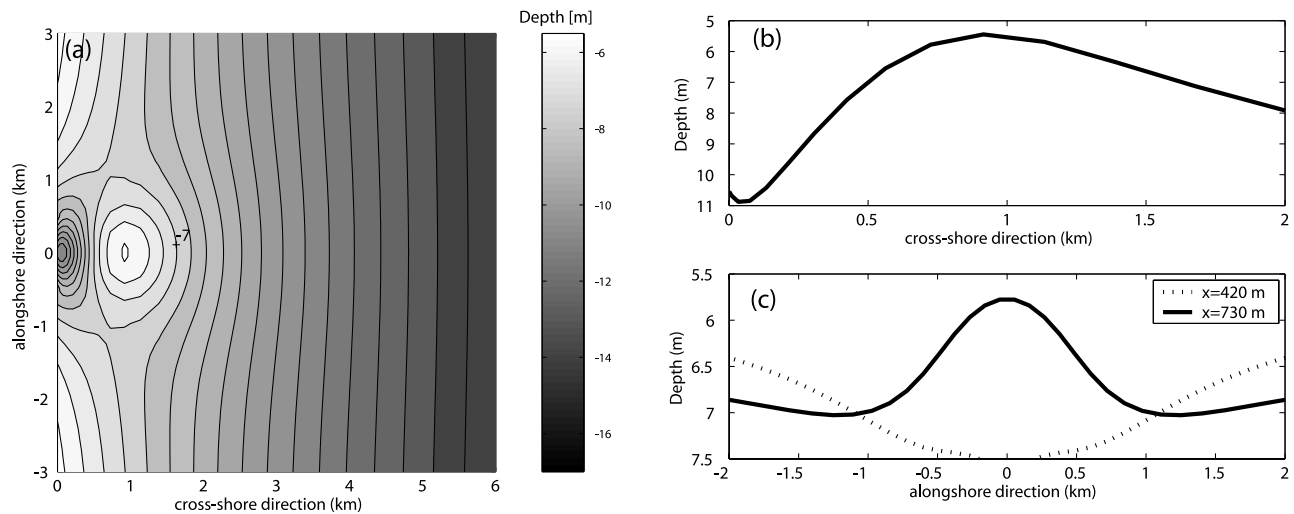 Depth [m]
(a)
3
2
1
0
-1
-2
-3
alongshore direction (km)
-7
0 1 2 3 4 5 6
cross-shore direction (km)
-6
-8
-10
-12
-14
-16
(b)
5
6
7
8
9
10
11
Depth (m)
0 0.5 1 1.5 2
cross-shore direction (km)
(c)
x=420 m
x=730 m
5.5
6
6.5
7
7.5
Depth (m)
-2 -1.5 -1 -0.5 0 0.5 1 1.5 2
alongshore direction (km)